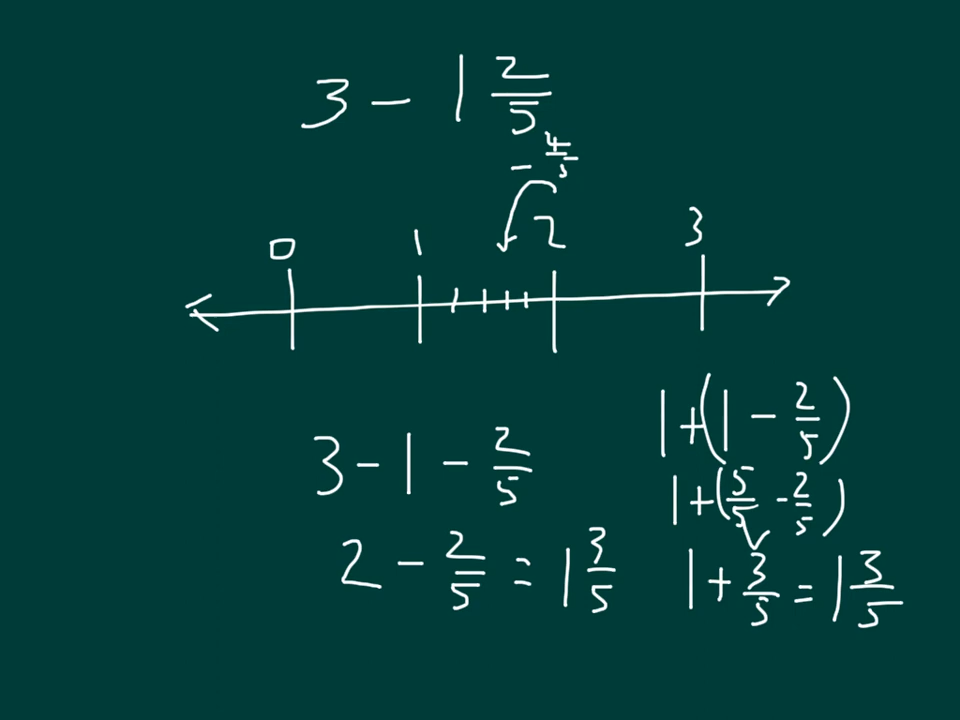 3 - 1 2/5
- 4/5
0 1 2 3
3 - 1 - 2/5
2 - 2/5 = 1 3/5
1 + (1 - 2/5)
1 + (5/5 - 2/5)
1 + 3/5 = 1 3/5